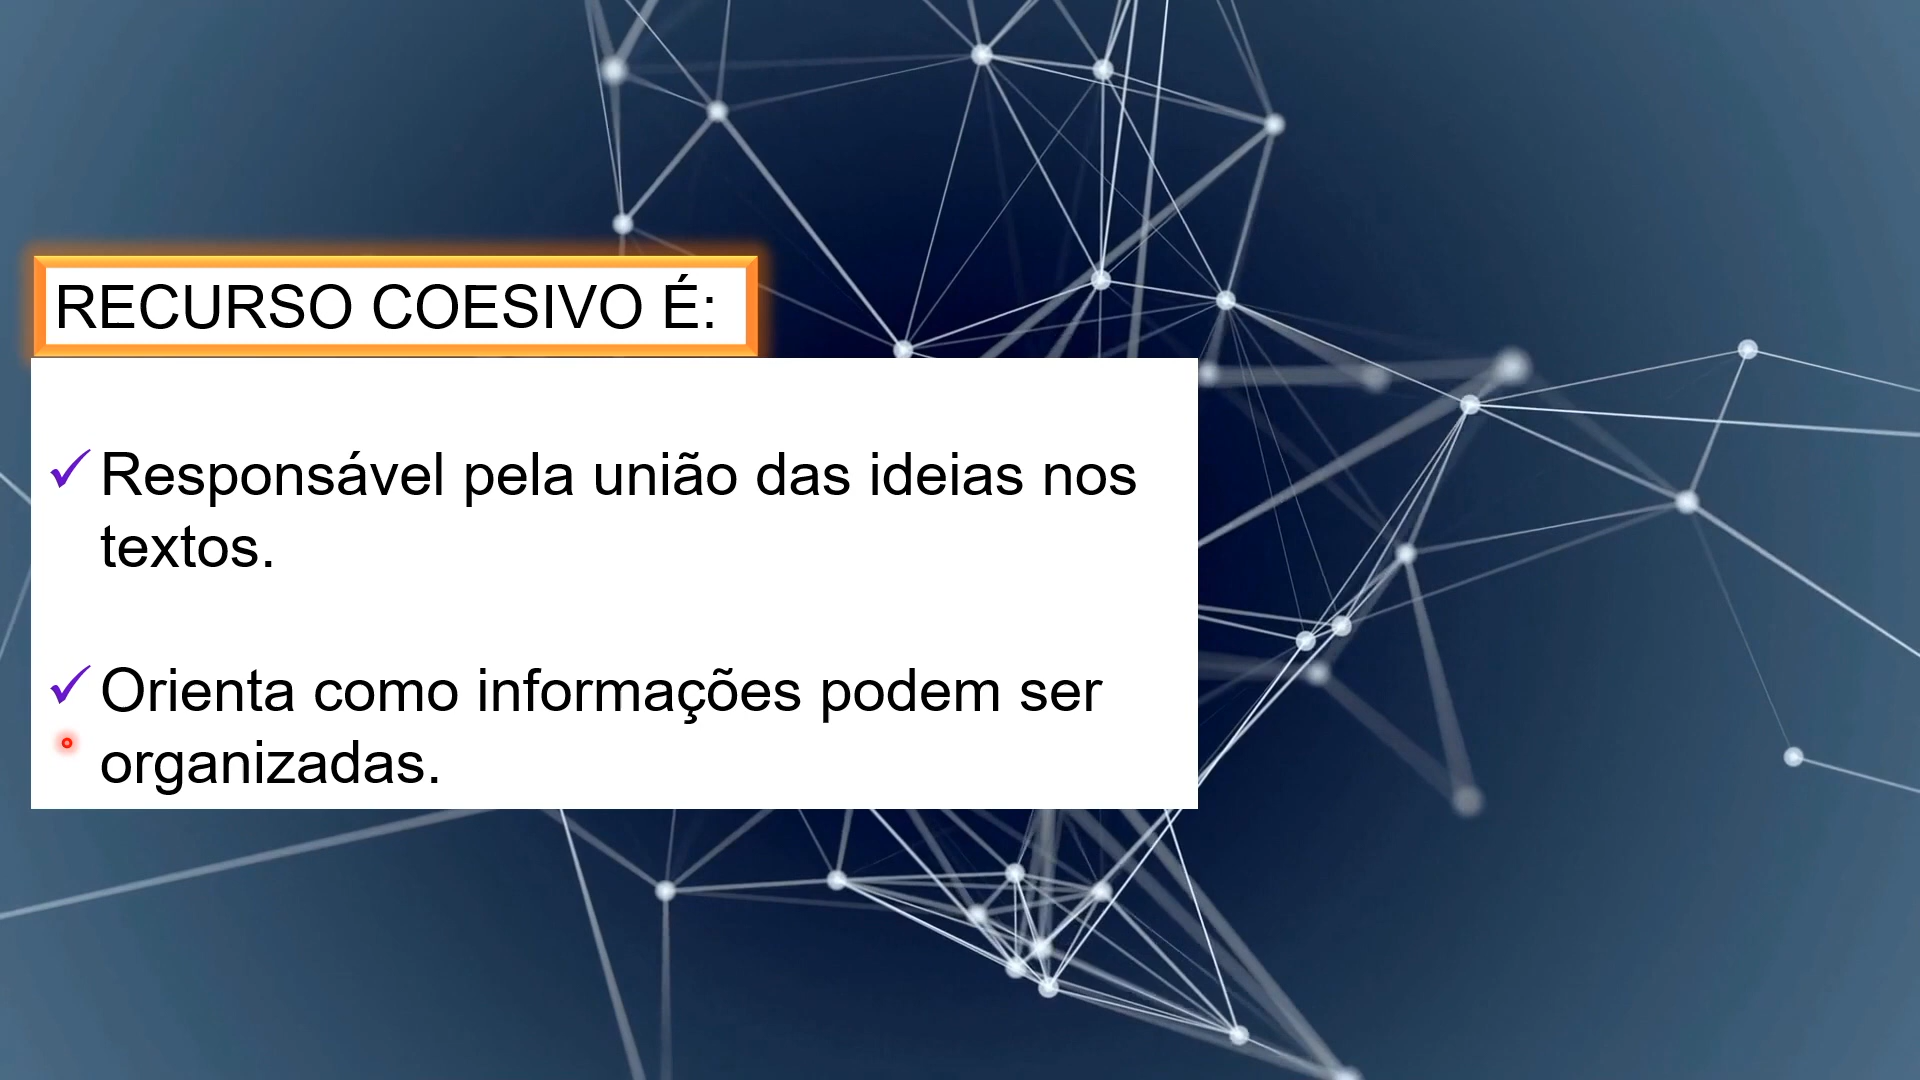 RECURSO COESIVO É:
✓ Responsável pela união das ideias nos
textos.
✓ Orienta como informações podem ser
organizadas.